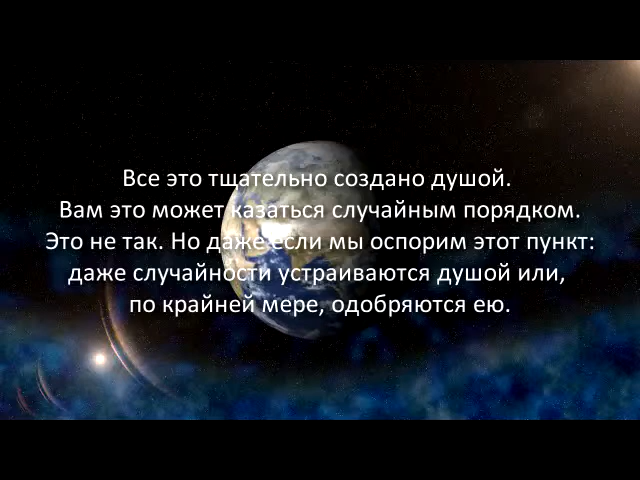 Все это тщательно создано душой.
Вам это может казаться случайным порядком.
Это не так. Но даже если мы оспорим этот пункт:
даже случайности устраиваются душой или,
по крайней мере, одобряются ею.